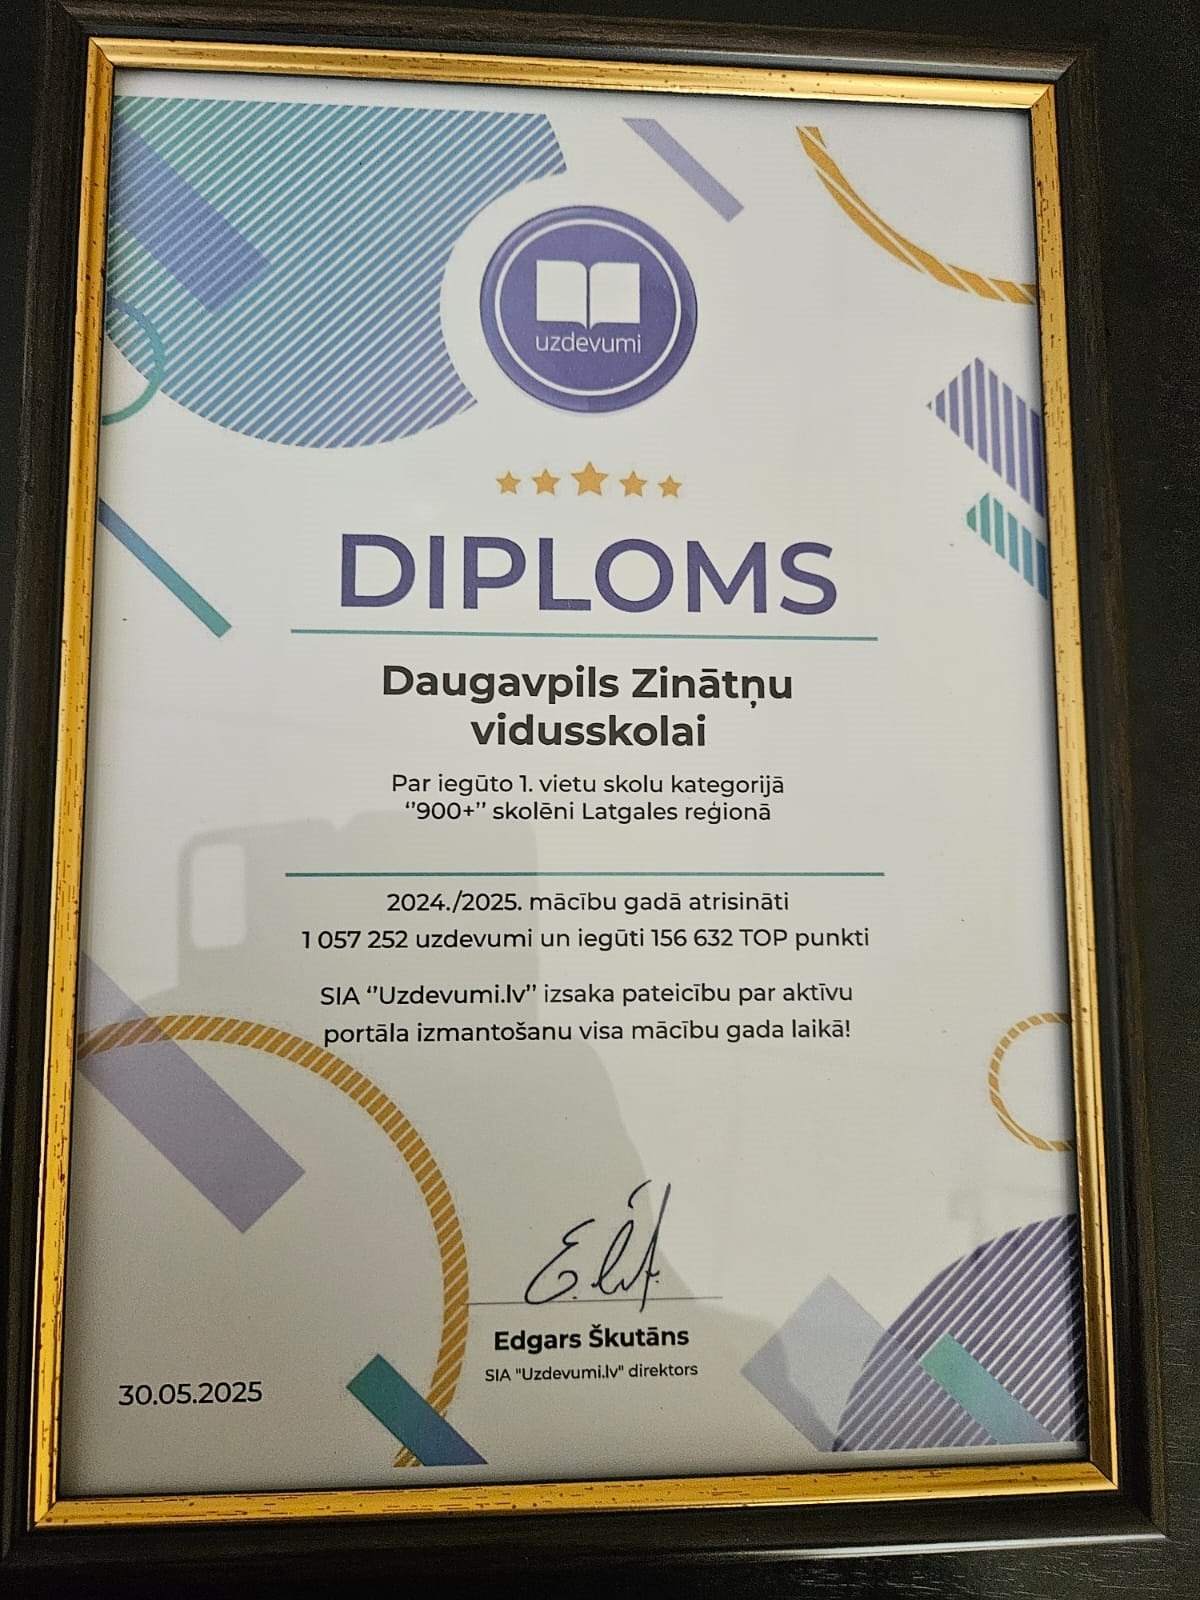 uzdevumi
DIPLOMS
Daugavpils Zinātņu
vidusskolai
Par iegūto 1. vietu skolu kategorijā
‘’900+’’ skolēni Latgales reģionā
2024./2025. mācību gadā atrisināti
1 057 252 uzdevumi un iegūti 156 632 TOP punkti
SIA ‘’Uzdevumi.lv’’ izsaka pateicību par aktīvu
portāla izmantošanu visa mācību gada laikā!
Edgars Škutāns
SIA "Uzdevumi.lv" direktors
30.05.2025